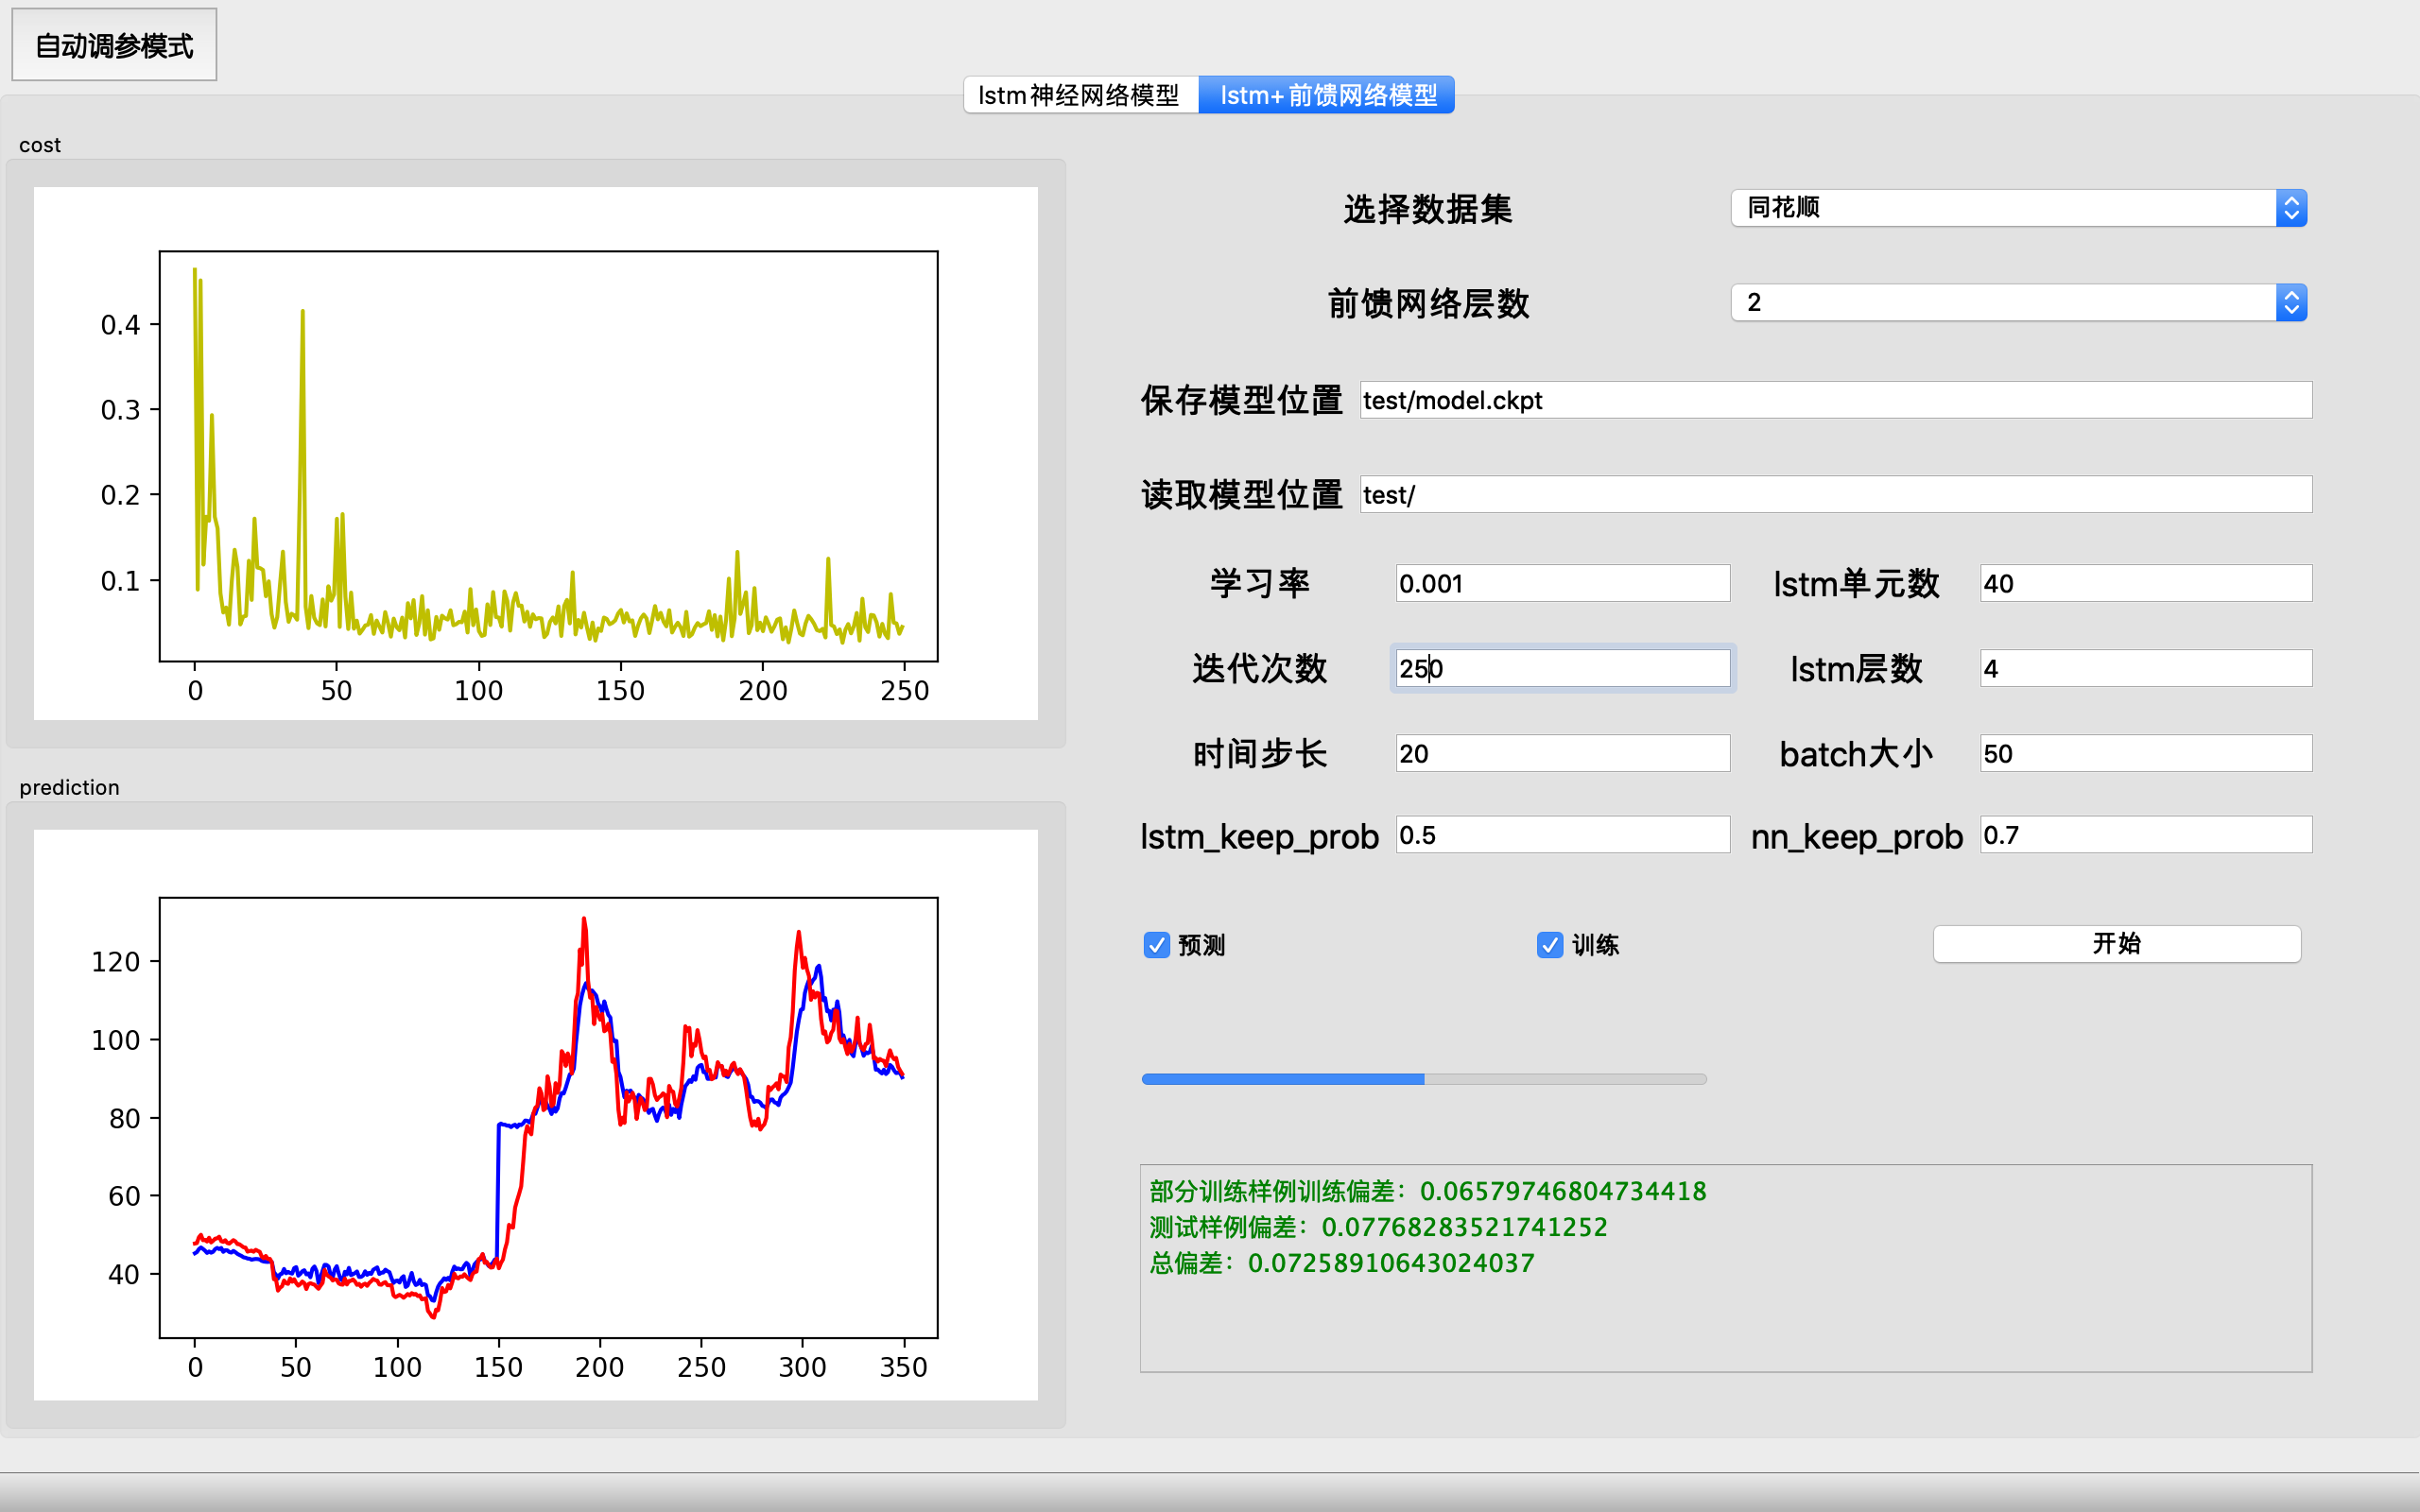 自动调参模式
lstm神经网络模型 lstm+前馈网络模型
cost
0.4
0.3
0.2
0.1
0 50 100 150 200 250
prediction
120
100
80
60
40
0 50 100 150 200 250 300 350
选择数据集 同花顺
前馈网络层数 2
保存模型位置 test/model.ckpt
读取模型位置 test/
学习率 0.001 lstm单元数 40
迭代次数 250 lstm层数 4
时间步长 20 batch大小 50
lstm_keep_prob 0.5 nn_keep_prob 0.7
预测 训练 开始
部分训练样例训练偏差：0.06579746804734418
测试样例偏差：0.07768283521741252
总偏差：0.07258910643024037